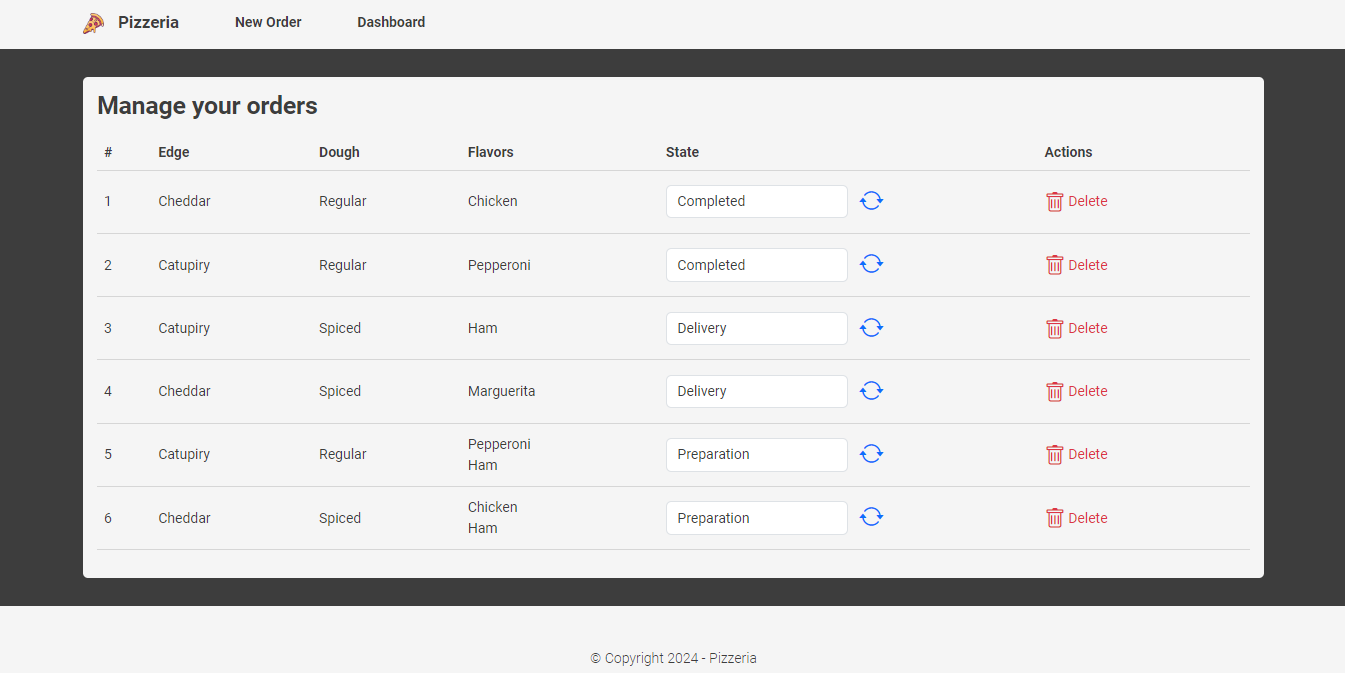 Pizzeria New Order Dashboard
Manage your orders
# Edge Dough Flavors State Actions
1 Cheddar Regular Chicken Completed Delete
2 Catupiry Regular Pepperoni Completed Delete
3 Catupiry Spiced Ham Delivery Delete
4 Cheddar Spiced Marguerita Delivery Delete
5 Catupiry Regular Pepperoni Ham Preparation Delete
6 Cheddar Spiced Chicken Ham Preparation Delete
© Copyright 2024 - Pizzeria